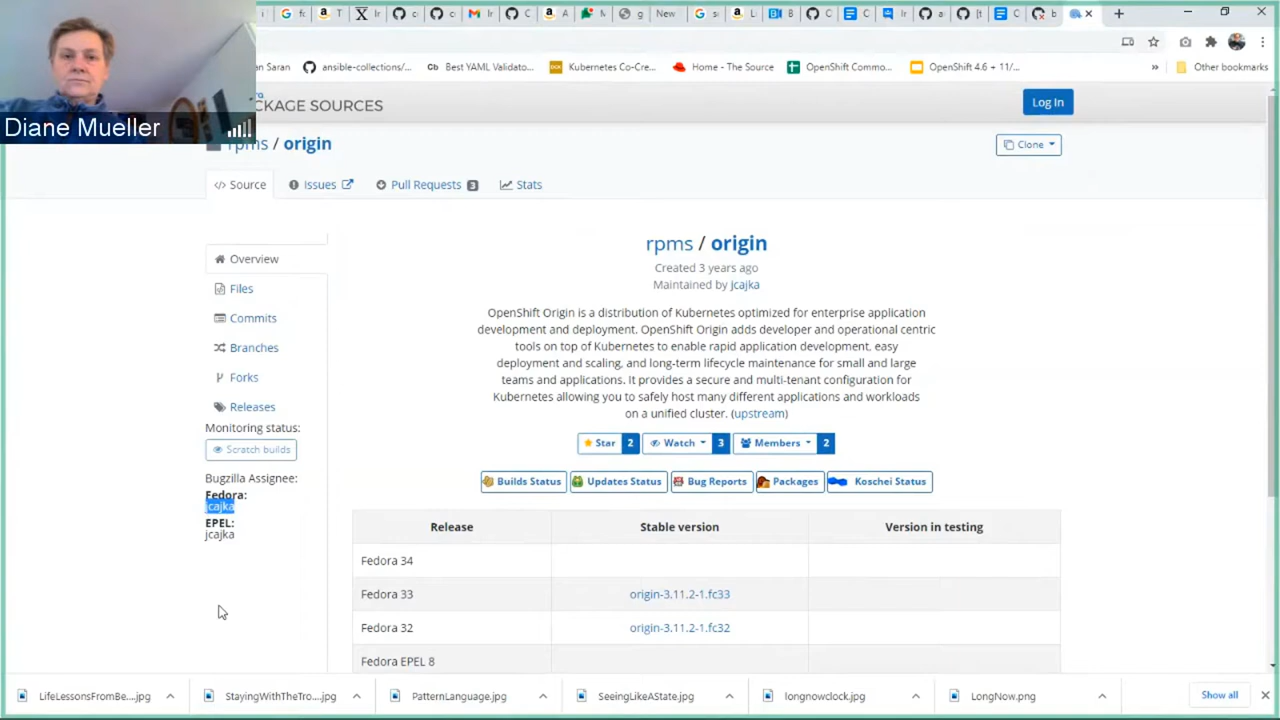 Diane Mueller
an Saran
ansible-collections/...
Best YAML Validato...
Kubernetes Co-Cre...
Home - The Source
OpenShift Commo...
OpenShift 4.6 + 11/...
»
Other bookmarks
CKAGE SOURCES
Log In
rpms / origin
Clone
</> Source
Issues
Pull Requests 3
Stats
Overview
Files
Commits
Branches
Forks
Releases
Monitoring status:
Scratch builds
Bugzilla Assignee:
Fedora:
jcajka
EPEL:
jcajka
rpms / origin
Created 3 years ago
Maintained by jcajka
OpenShift Origin is a distribution of Kubernetes optimized for enterprise application
development and deployment. OpenShift Origin adds developer and operational centric
tools on top of Kubernetes to enable rapid application development, easy
deployment and scaling, and long-term lifecycle maintenance for small and large
teams and applications. It provides a secure and multi-tenant configuration for
Kubernetes allowing you to safely host many different applications and workloads
on a unified cluster. (upstream)
Star 2 Watch 3 Members 2
Builds Status Updates Status Bug Reports Packages Koschei Status
Release Stable version Version in testing
Fedora 34
Fedora 33 origin-3.11.2-1.fc33
Fedora 32 origin-3.11.2-1.fc32
Fedora EPEL 8
LifeLessonsFromBe....jpg
StayingWithTheTro....jpg
PatternLanguage.jpg
SeeingLikeAState.jpg
longnowclock.jpg
LongNow.png
Show all